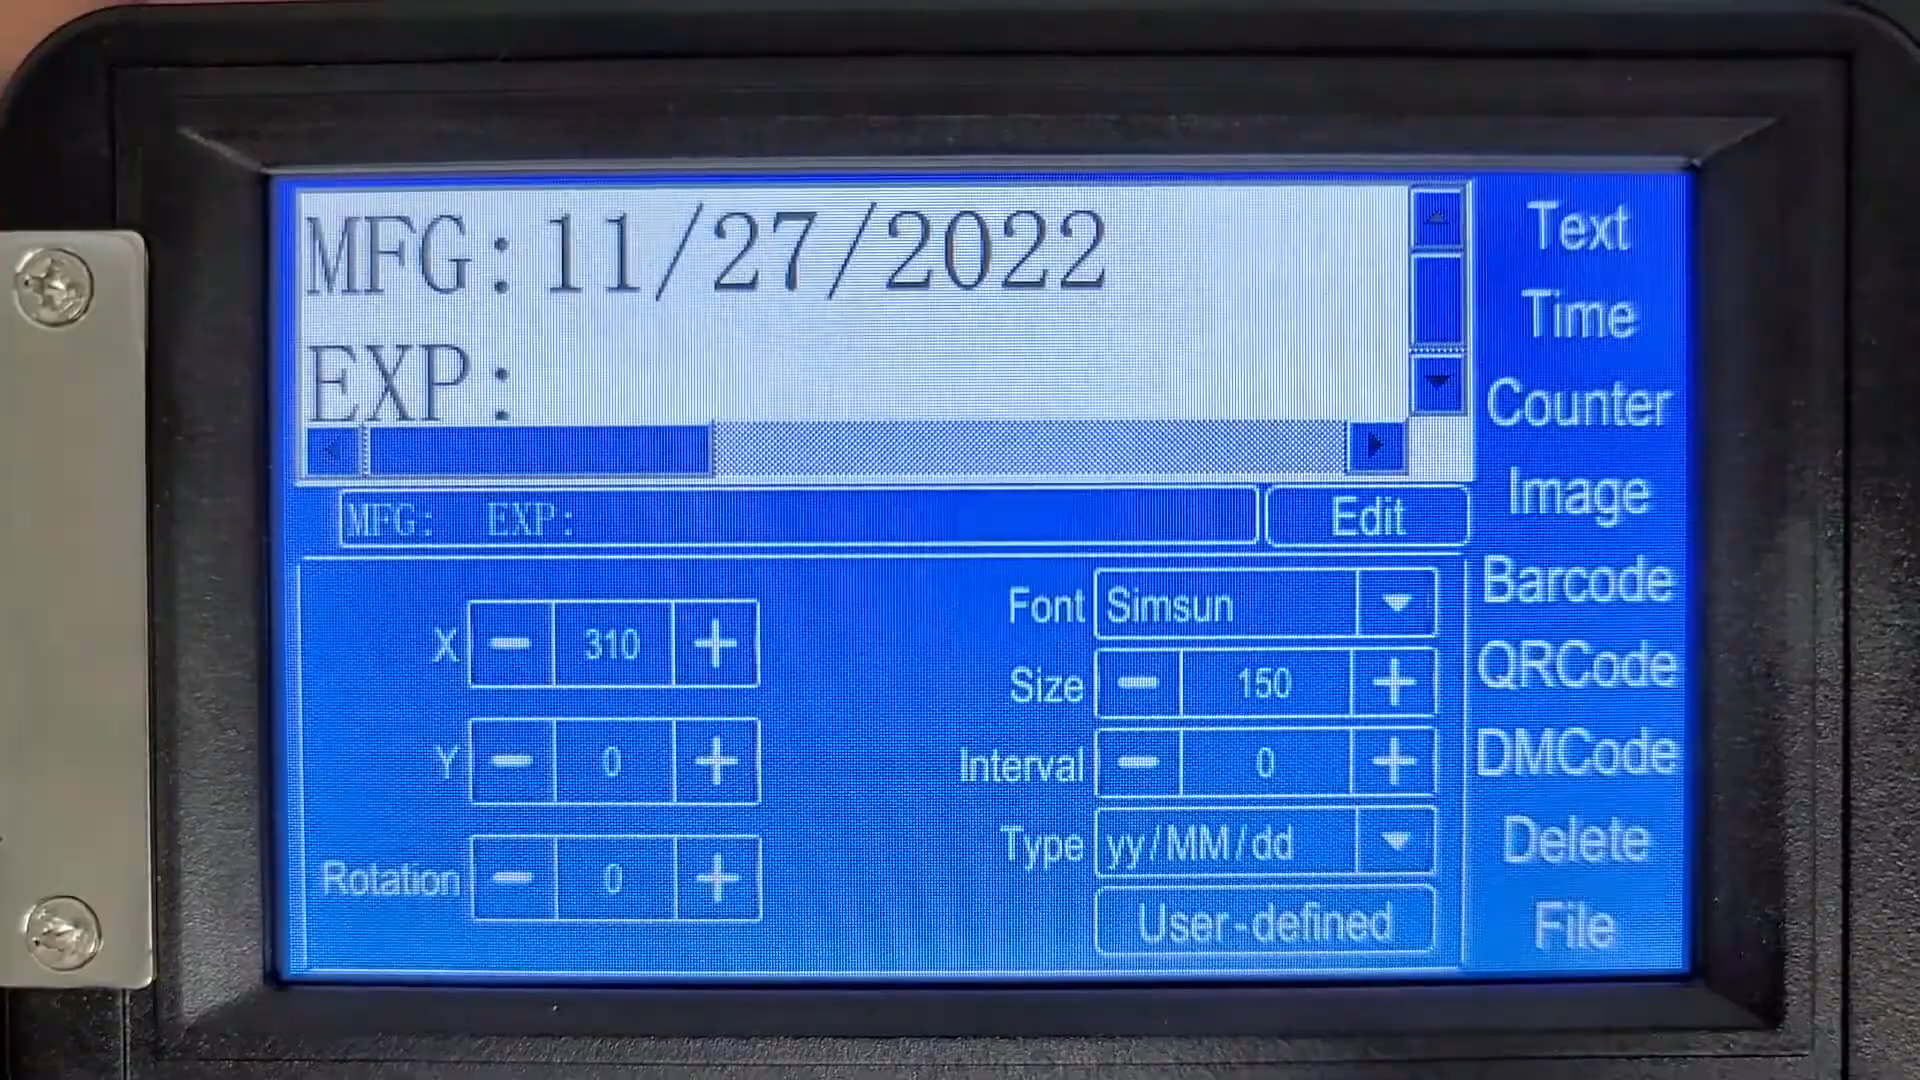 MFG:11/27/2022
EXP:
MFG: EXP:
Edit
X 310
Y 0
Rotation 0
Font Simsun
Size 150
Interval 0
Type yy/MM/dd
User-defined
Text
Time
Counter
Image
Barcode
QRCode
DMCode
Delete
File